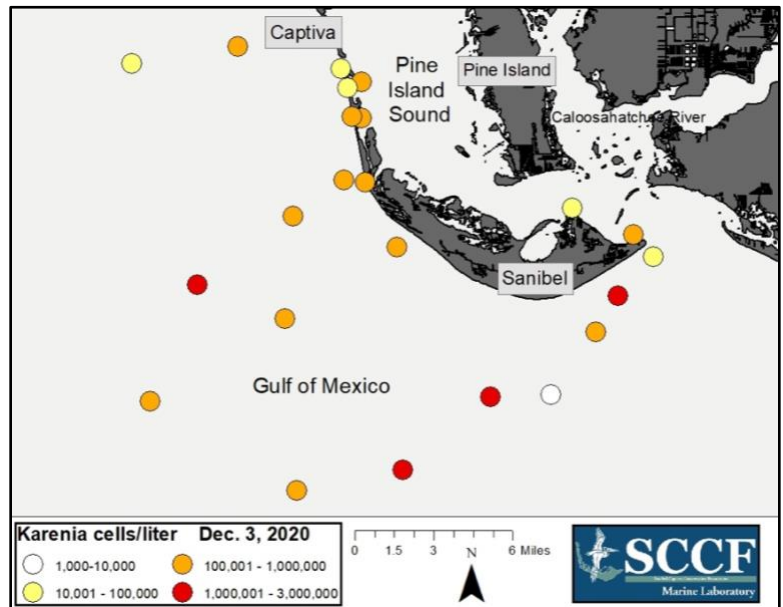 Captiva
Pine
Island
Sound
Pine Island
Caloosahatchee River
Sanibel
Gulf of Mexico
Karenia cells/liter Dec. 3, 2020
1,000-10,000
100,001 - 1,000,000
10,001 - 100,000
1,000,001 - 3,000,000
0 1.5 3 6 Miles
N
SCCF
Marine Laboratory